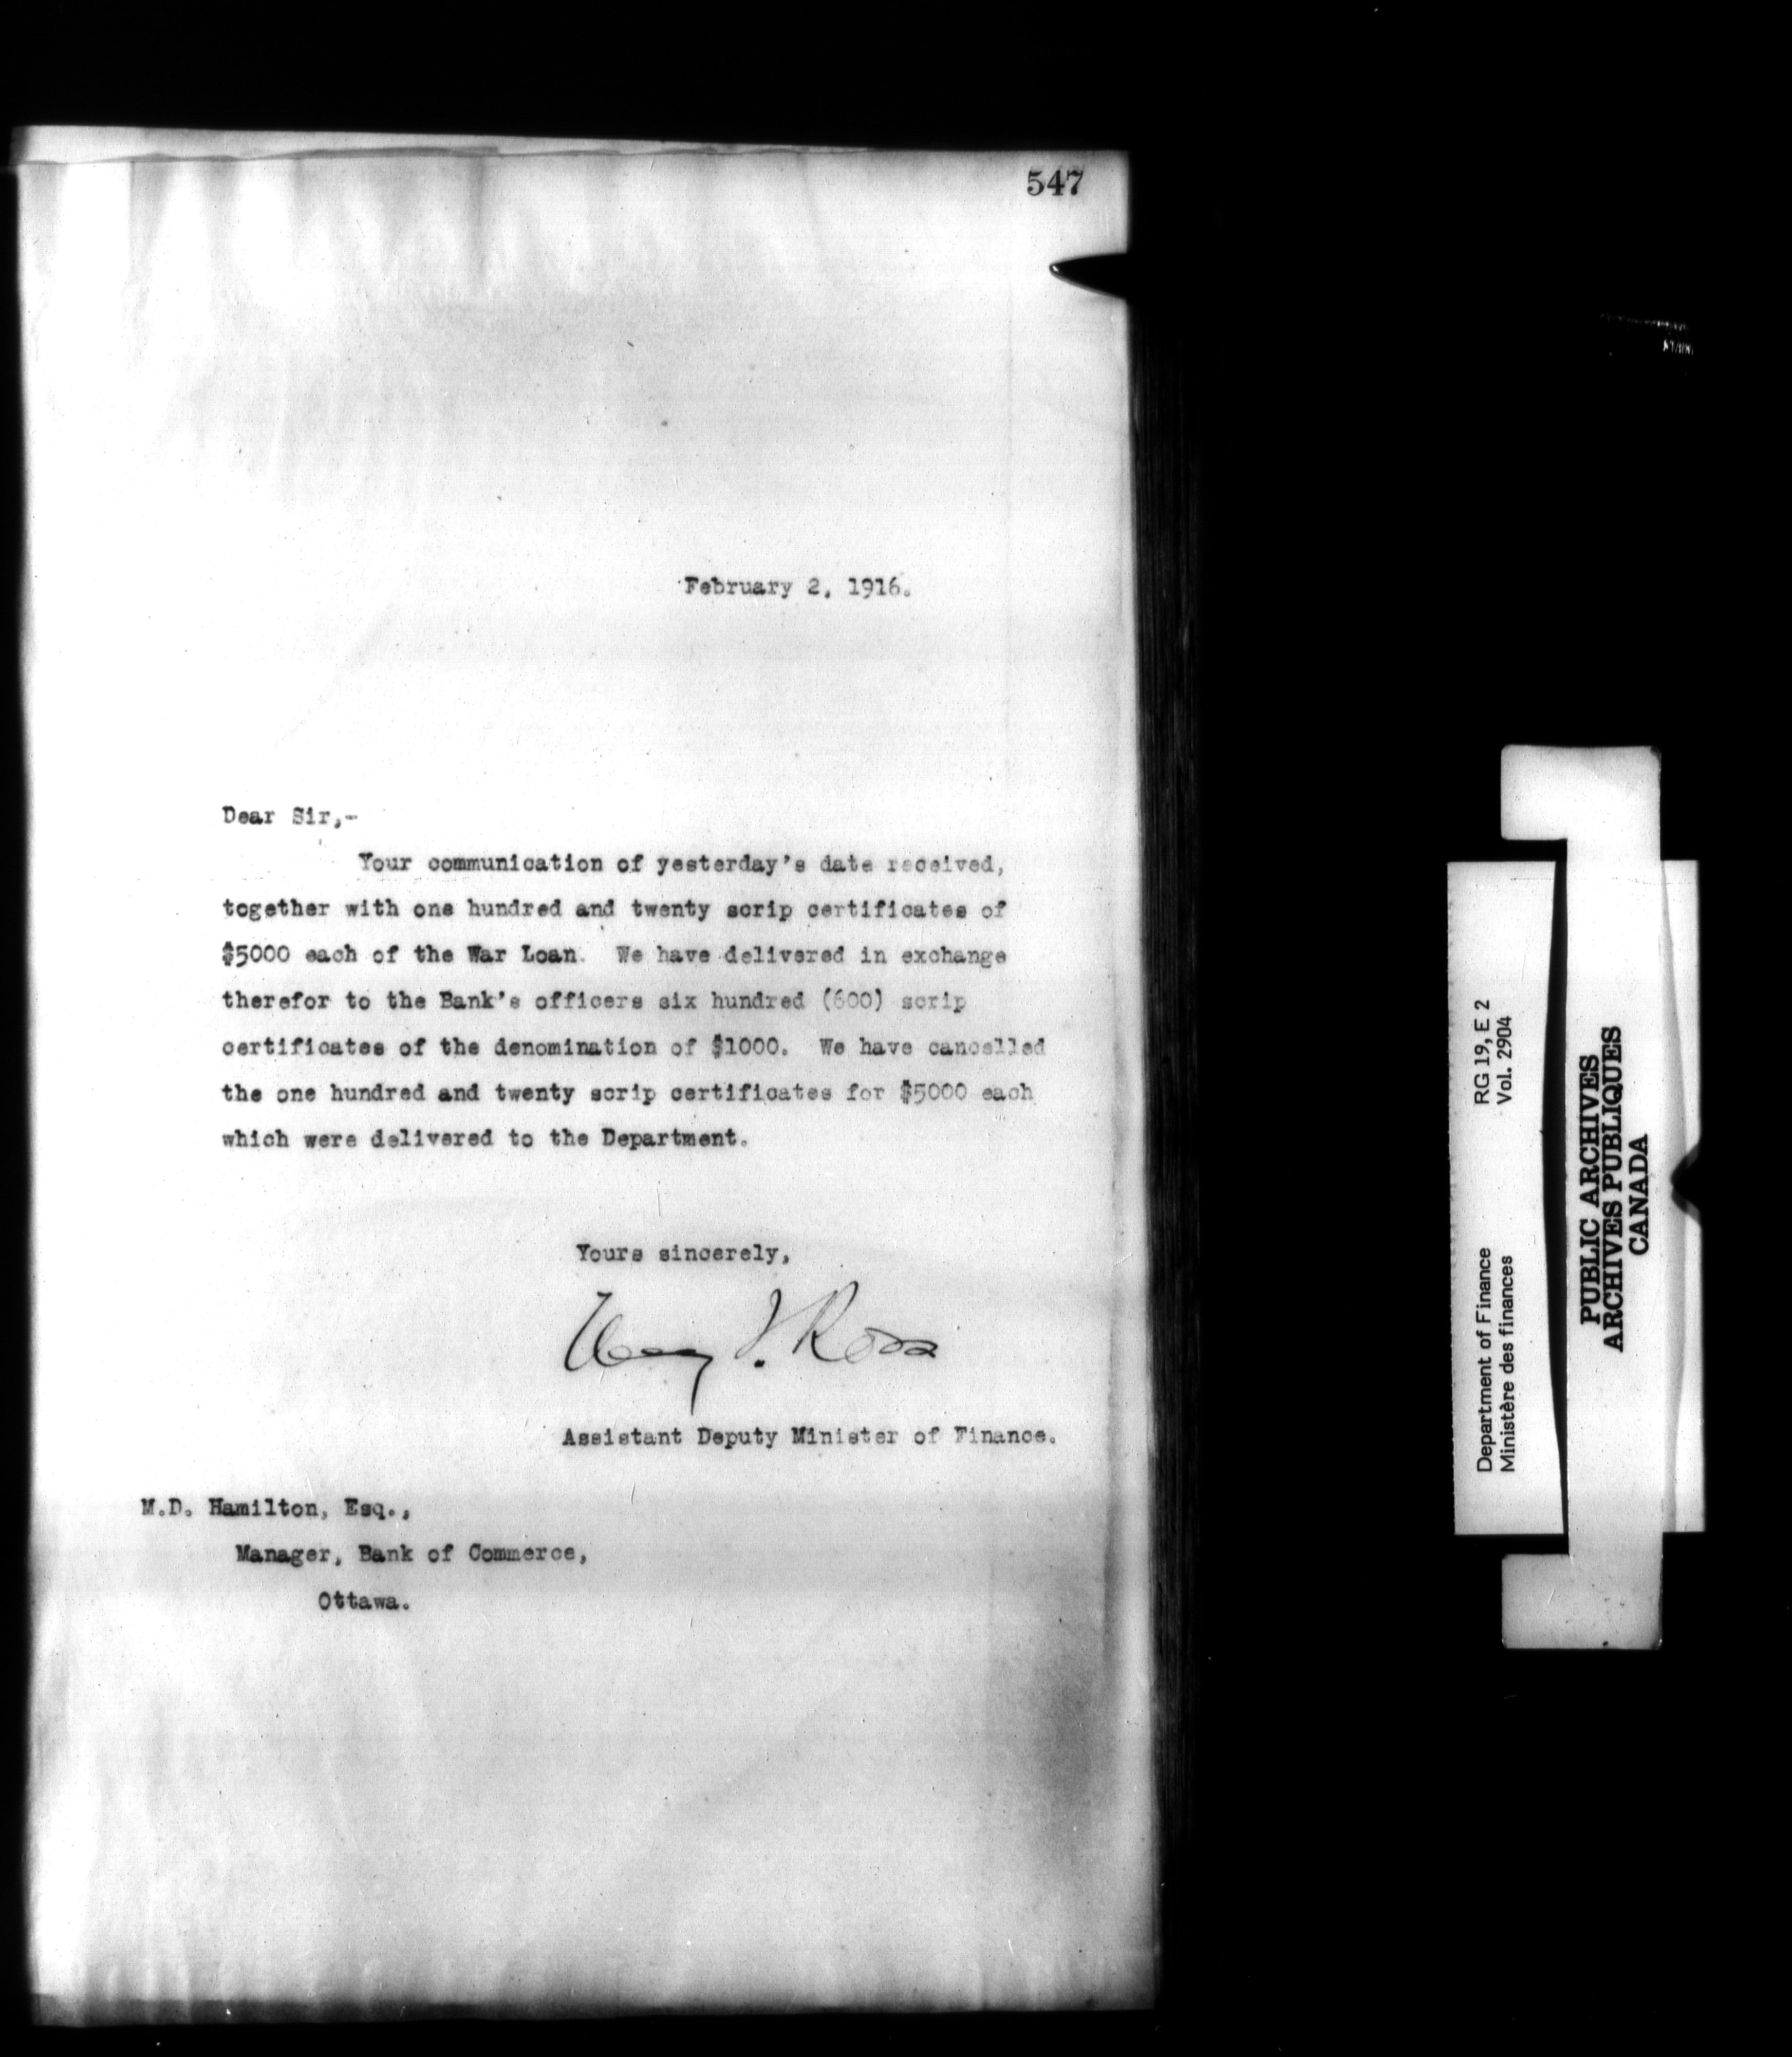 547
February 2, 1916.
Dear Sir,-
Your communication of yesterday's date received,
together with one hundred and twenty scrip certificates of
$5000 each of the War Loan. We have delivered in exchange
therefor to the Bank's officers six hundred (600) scrip
certificates of the denomination of $1000. We have cancelled
the one hundred and twenty scrip certificates for $5000 each
which were delivered to the Department.
Yours sincerely,
Henry T. Ross
Assistant Deputy Minister of Finance.
M.D. Hamilton, Esq.,
Manager, Bank of Commerce,
Ottawa.
Department of Finance RG 19, E 2
Ministère des finances Vol. 2904
PUBLIC ARCHIVES
ARCHIVES PUBLIQUES
CANADA